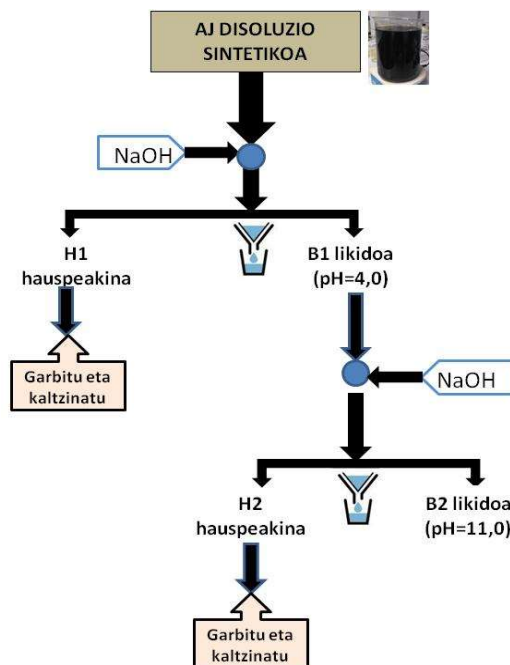 AJ DISOLUZIO
SINTETIKOA
NaOH
H1
hauspeakina
B1 likidoa
(pH=4,0)
Garbitu eta
kaltzinatu
NaOH
H2
hauspeakina
B2 likidoa
(pH=11,0)
Garbitu eta
kaltzinatu